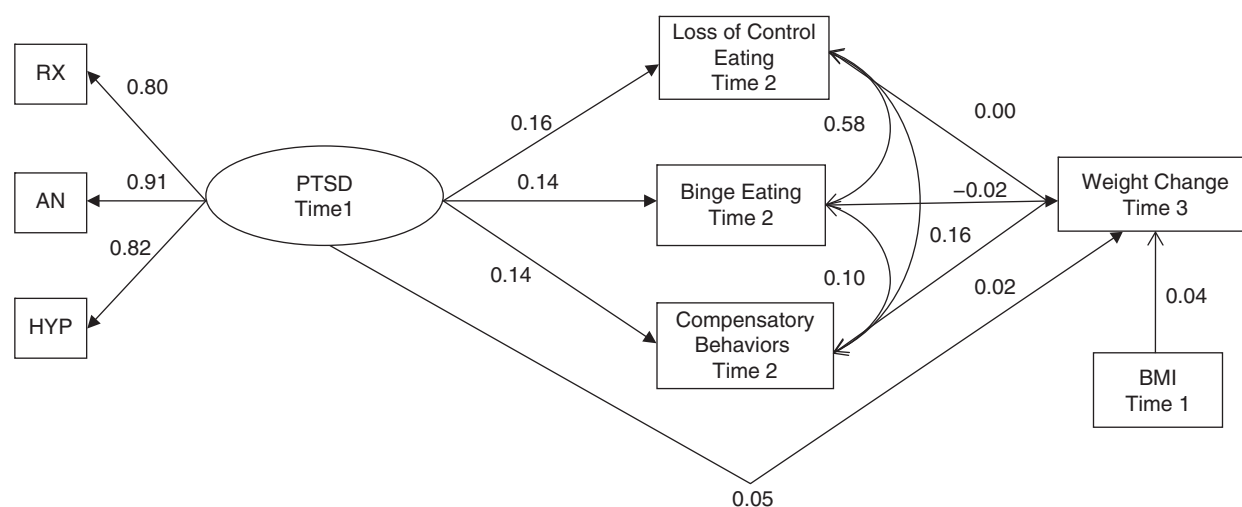 RX
AN
HYP
0.80
0.91
0.82
PTSD
Time1
0.16
0.14
0.14
Loss of Control
Eating
Time 2
Binge Eating
Time 2
Compensatory
Behaviors
Time 2
0.58
0.10
0.16
0.00
−0.02
0.02
0.05
Weight Change
Time 3
0.04
BMI
Time 1